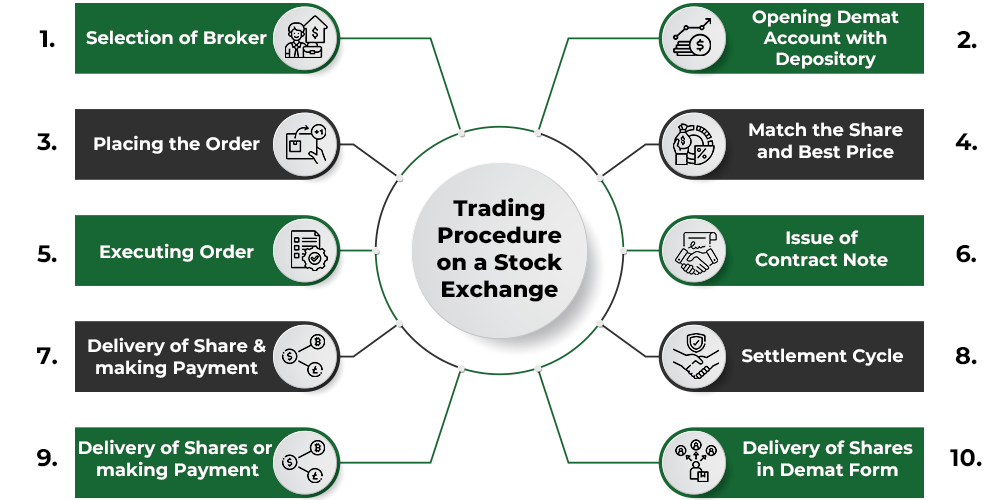 1.
Selection of Broker
2.
Opening Demat
Account with
Depository
3.
Placing the Order
+1
4.
Match the Share
and Best Price
Trading
Procedure
on a Stock
Exchange
5.
Executing Order
6.
Issue of
Contract Note
7.
Delivery of Share &
making Payment
8.
Settlement Cycle
9.
Delivery of Shares or
making Payment
10.
Delivery of Shares
in Demat Form